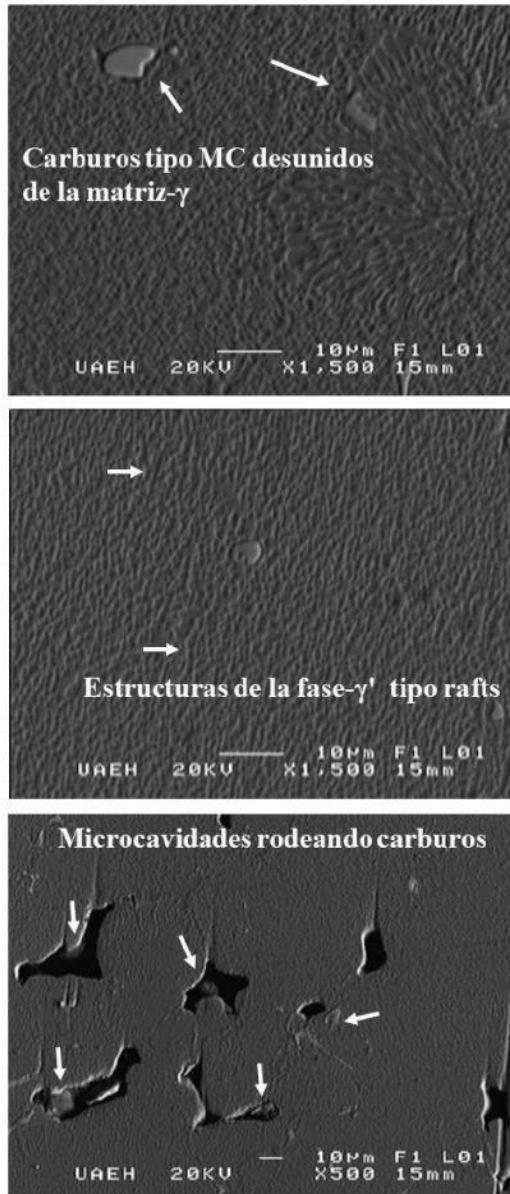 Carburos tipo MC desunidos
de la matriz-γ
10µm F1 L01
UAEH 20KV X1,500 15mm
Estructuras de la fase-γ' tipo rafts
10µm F1 L01
UAEH 20KV X1,500 15mm
Microcavidades rodeando carburos
10µm F1 L01
UAEH 20KV X500 15mm